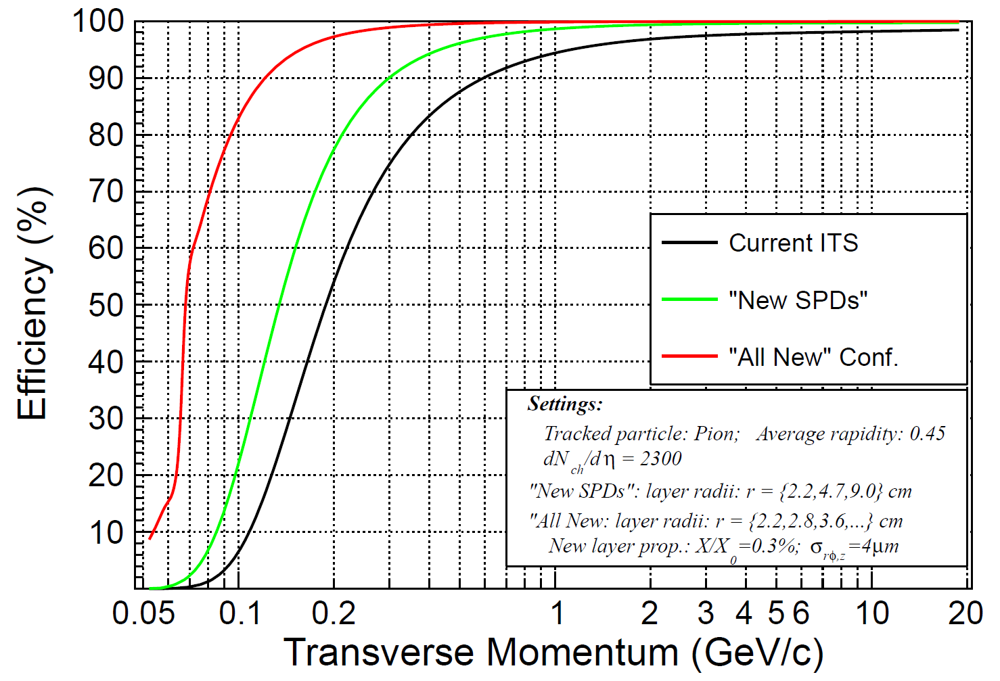 Efficiency (%)
100
90
80
70
60
50
40
30
20
10
Current ITS
"New SPDs"
"All New" Conf.
Settings:
Tracked particle: Pion; Average rapidity: 0.45
dN ch/d η = 2300
"New SPDs": layer radii: r = {2.2,4.7,9.0} cm
"All New: layer radii: r = {2.2,2.8,3.6,...} cm
New layer prop.: X/X0=0.3%; σrϕ,z=4μm
0.05 0.1 0.2 1 2 3 4 5 6 10 20
Transverse Momentum (GeV/c)